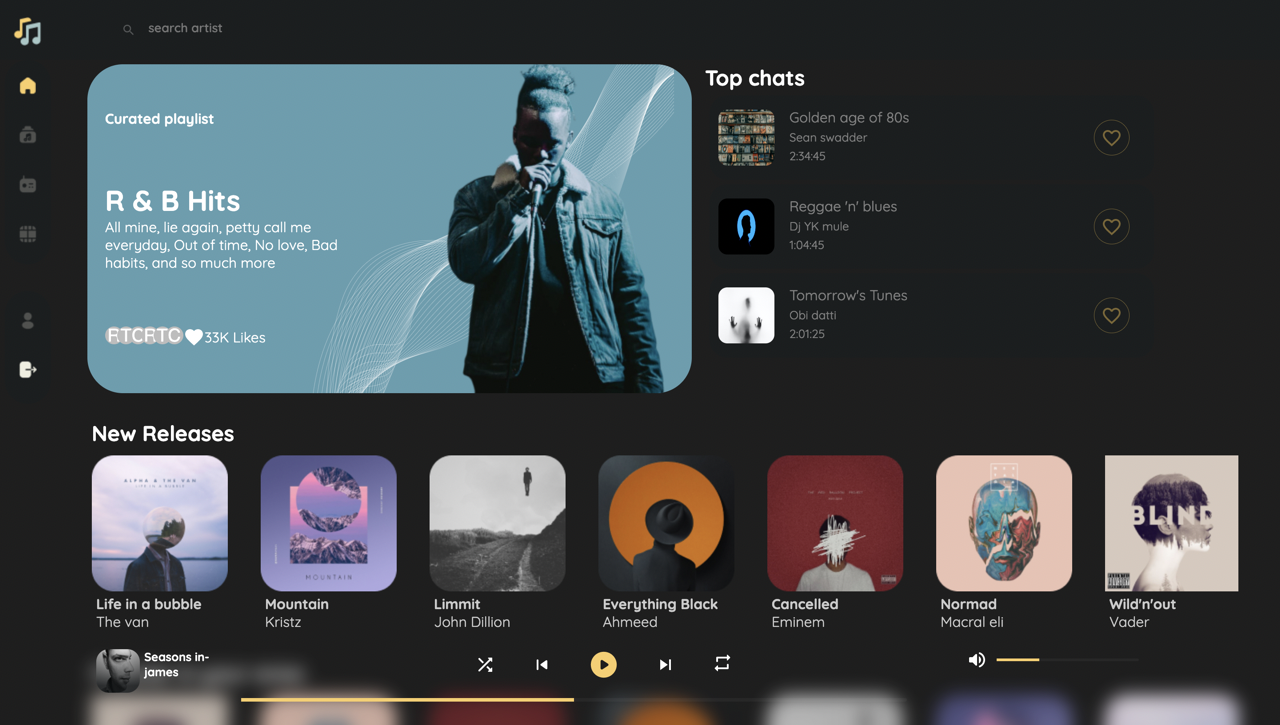 search artist
Curated playlist
R & B Hits
All mine, lie again, petty call me
everyday, Out of time, No love, Bad
habits, and so much more
RTCRTC 33K Likes
Top chats
Golden age of 80s
Sean swadder
2:34:45
Reggae 'n' blues
Dj YK mule
1:04:45
Tomorrow's Tunes
Obi datti
2:01:25
New Releases
ALPHA & THE VAN
LIFE IN A BUBBLE
MOUNTAIN
BLIND
Life in a bubble
The van
Mountain
Kristz
Limmit
John Dillion
Everything Black
Ahmeed
Cancelled
Eminem
Normad
Macral eli
Wild'n'out
Vader
Seasons in-
james